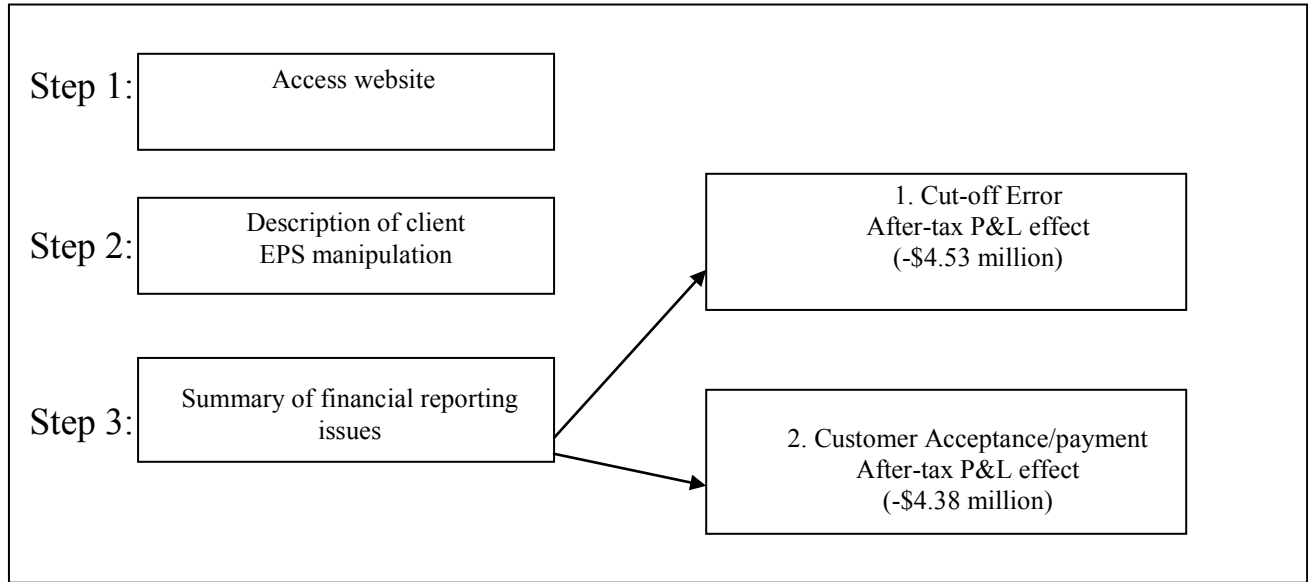 Step 1:
Access website
Step 2:
Description of client
EPS manipulation
Step 3:
Summary of financial reporting
issues
1. Cut-off Error
After-tax P&L effect
(-$4.53 million)
2. Customer Acceptance/payment
After-tax P&L effect
(-$4.38 million)